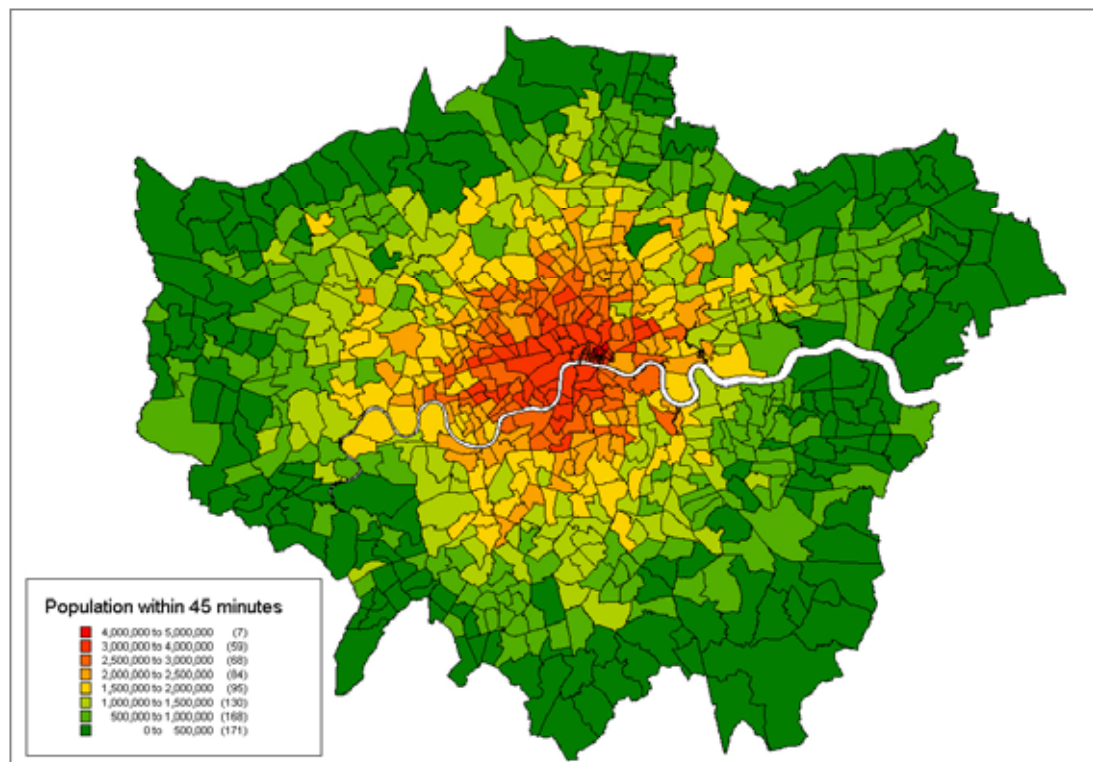 Population within 45 minutes
4,000,000 to 5,000,000 (7)
3,000,000 to 4,000,000 (59)
2,500,000 to 3,000,000 (68)
2,000,000 to 2,500,000 (84)
1,500,000 to 2,000,000 (95)
1,000,000 to 1,500,000 (130)
500,000 to 1,000,000 (168)
0 to 500,000 (171)